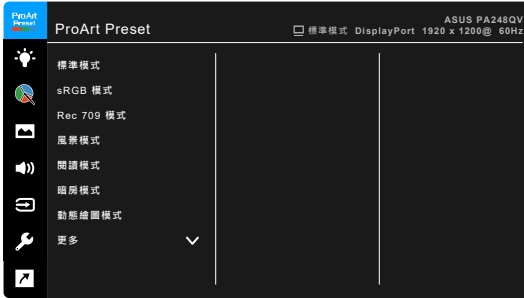 ProArt
Preset
ProArt Preset
ASUS PA248QV
標準模式 DisplayPort 1920 x 1200@ 60Hz
標準模式
sRGB 模式
Rec 709 模式
風景模式
閱讀模式
暗房模式
動態繪圖模式
更多